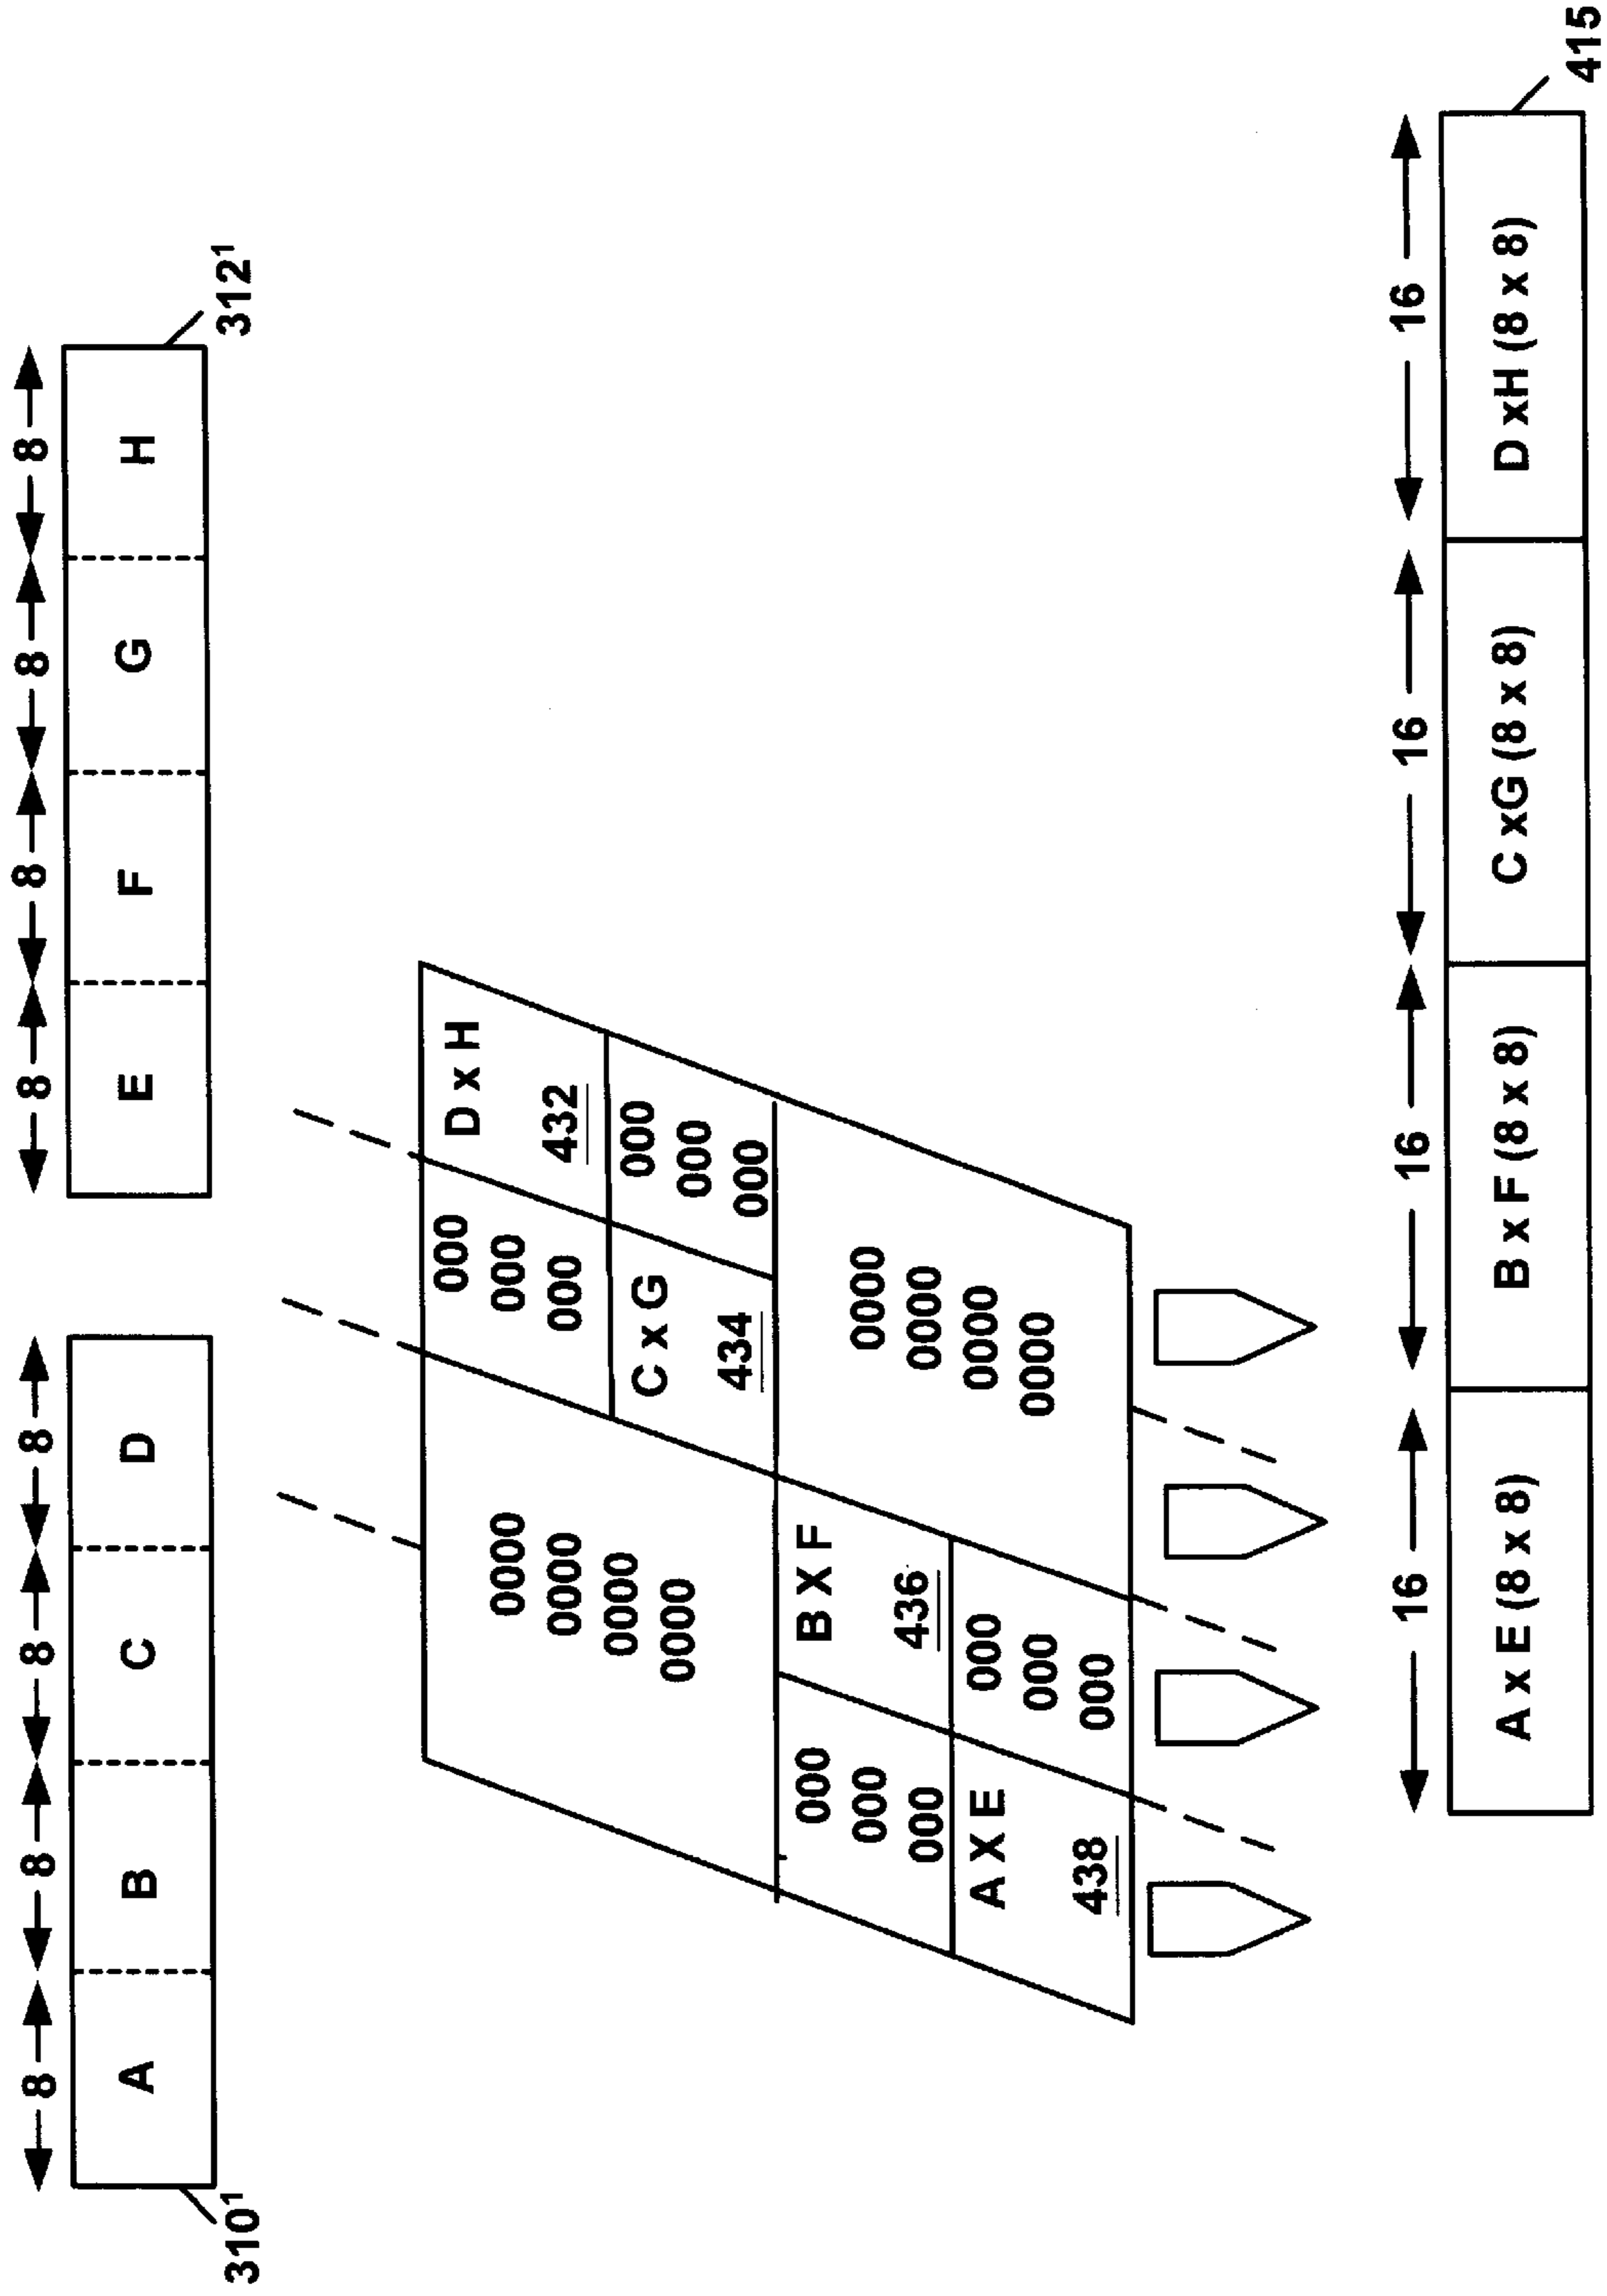 8 8 8 8 8 8 8 8
A B C D E F G H
310¹ 312¹
D x H
000 432
0000 000
0000 000 000
0000 C x G 000
0000 434 000
B X F
000 0000
000 436 0000
000 000 0000
A X E 000 0000
438 000
16 16 16 16
A x E (8 x 8) B x F (8 x 8) C xG (8 x 8) D xH (8 x 8)
415